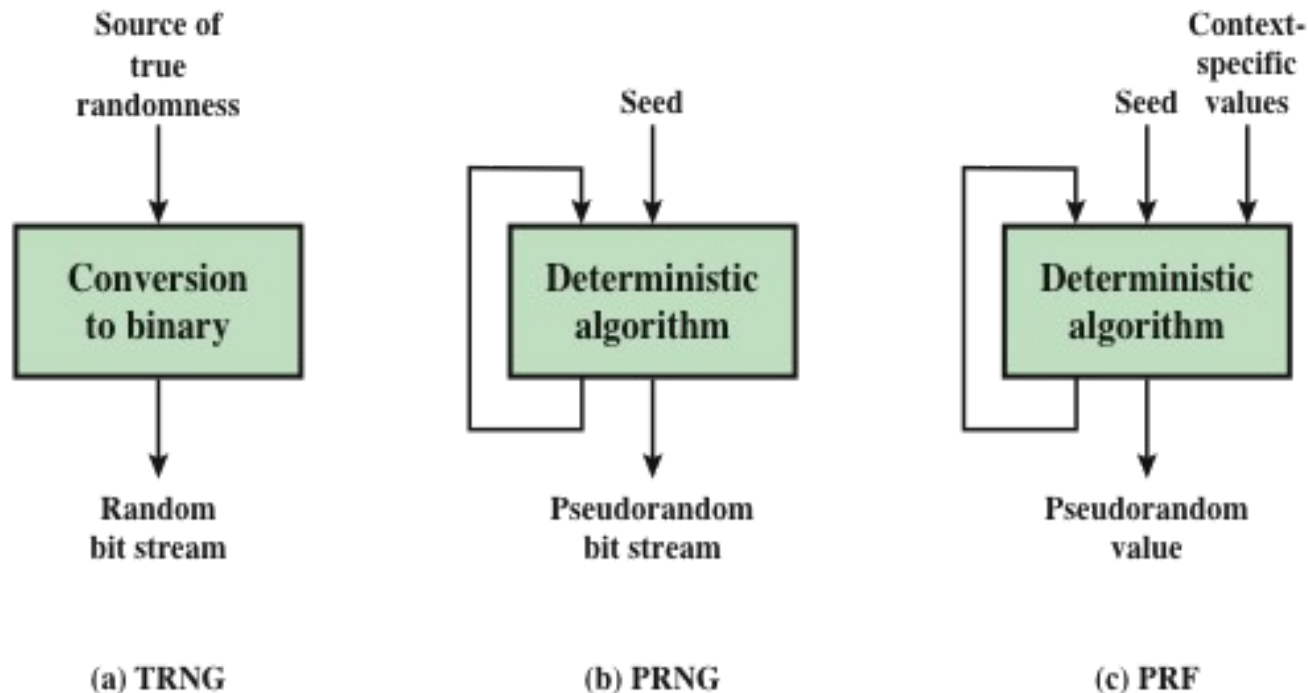 Source of
true
randomness
Conversion
to binary
Random
bit stream
(a) TRNG
Seed
Deterministic
algorithm
Pseudorandom
bit stream
(b) PRNG
Seed
Context-
specific
values
Deterministic
algorithm
Pseudorandom
value
(c) PRF